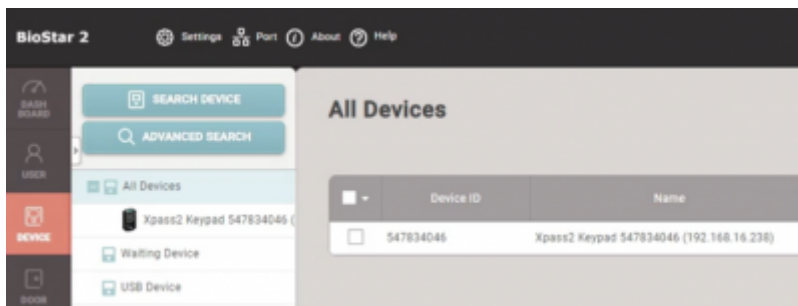 BioStar 2
Settings Port About Help
DASH
BOARD
SEARCH DEVICE
All Devices
ADVANCED SEARCH
USER
All Devices
Device ID Name
Xpass2 Keypad 547834046 (
547834046 Xpass2 Keypad 547834046 (192.168.16.238)
DEVICE
Waiting Device
USB Device
DOOR